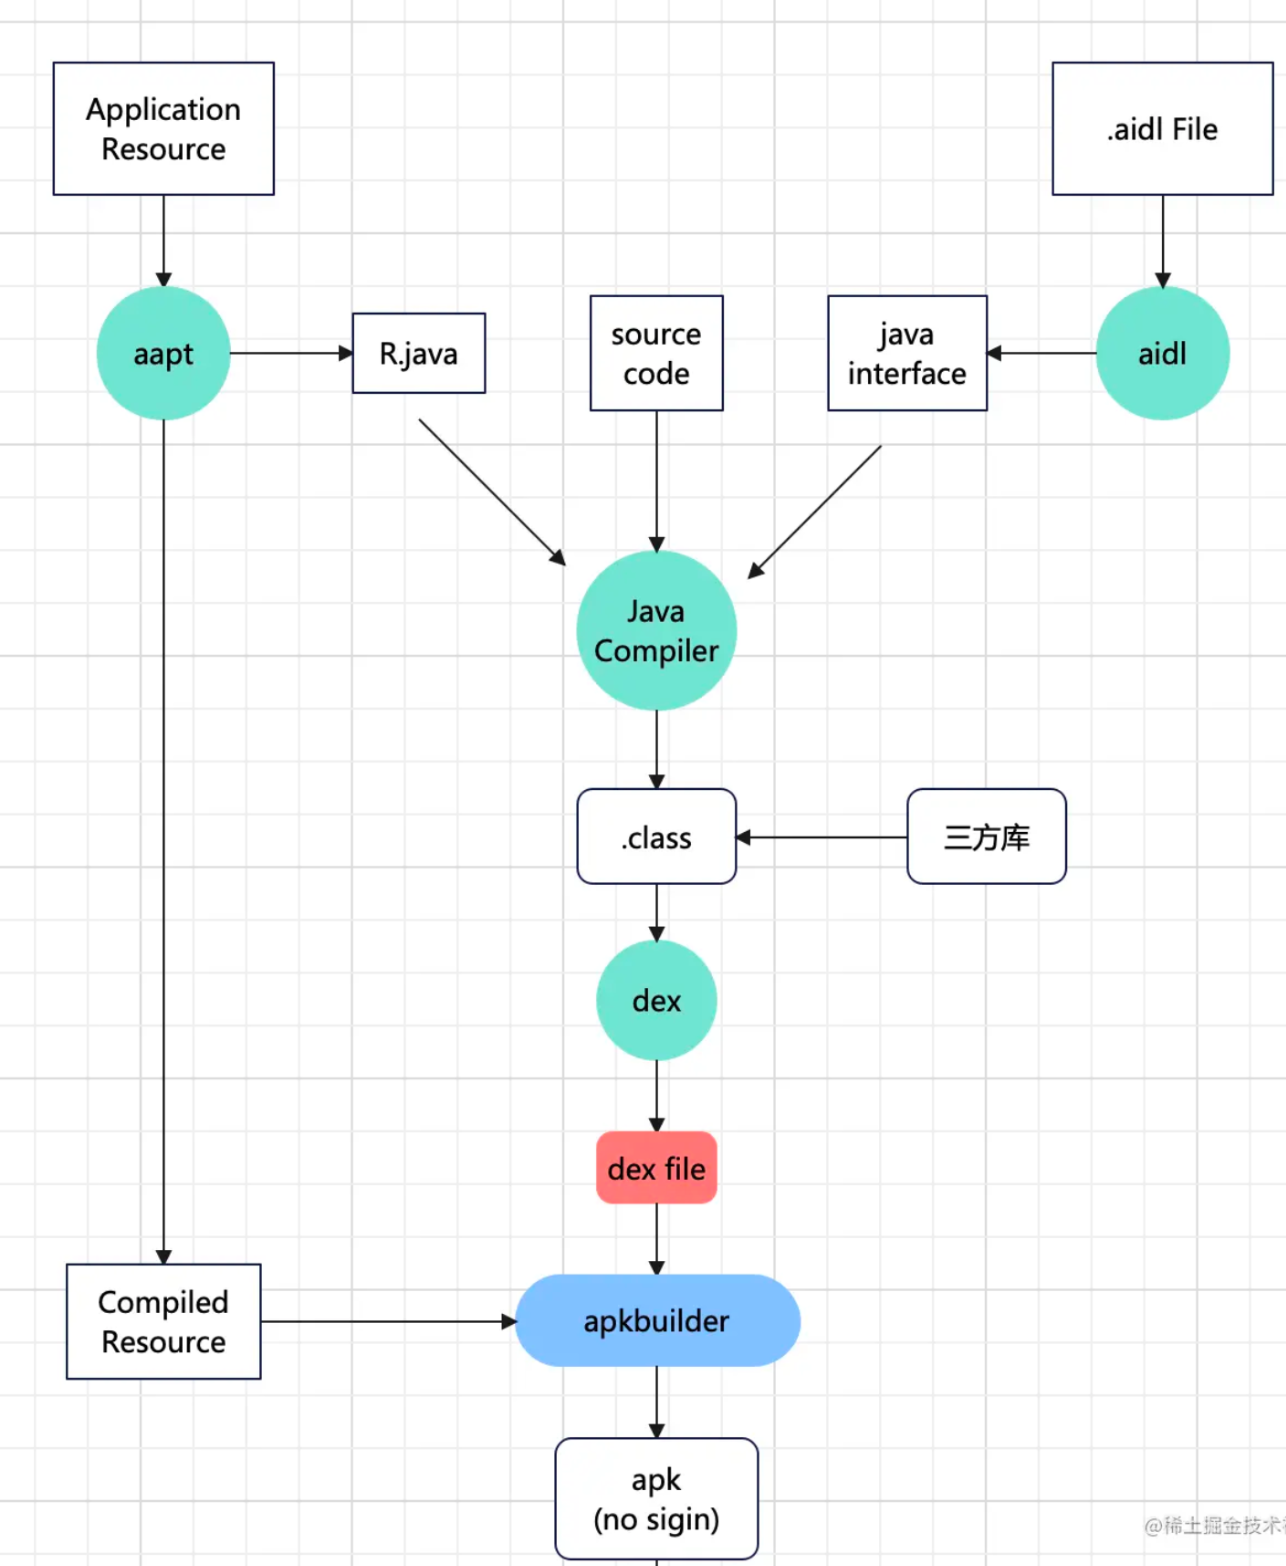 Application
Resource
.aidl File
aapt
R.java
source
code
java
interface
aidl
Java
Compiler
.class
三方库
dex
dex file
Compiled
Resource
apkbuilder
apk
(no sigin)
@稀土掘金技术